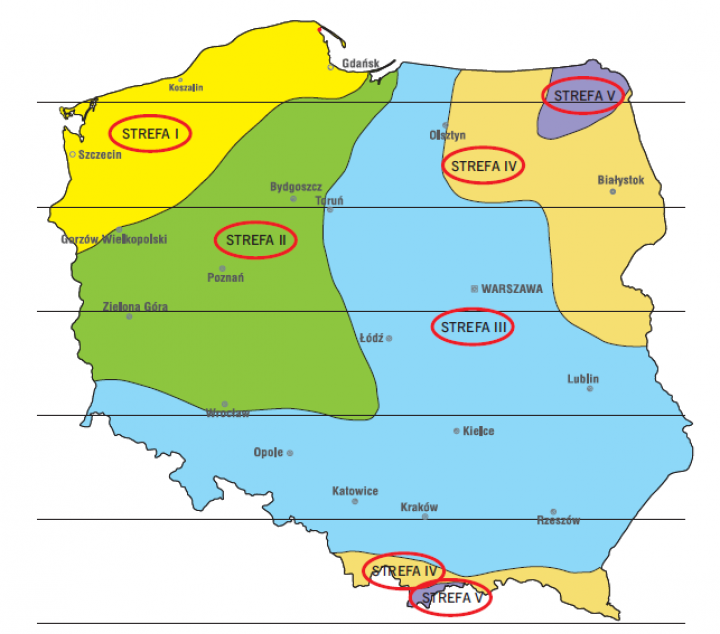 Gdańsk
Koszalin
STREFA V
STREFA I
Olsztyn
Szczecin
STREFA IV
Białystok
Bydgoszcz
Toruń
Gorzów Wielkopolski
STREFA II
Poznań
WARSZAWA
Zielona Góra
STREFA III
Łódź
Lublin
Wrocław
Kielce
Opole
Katowice
Kraków
Rzeszów
STREFA IV
STREFA V